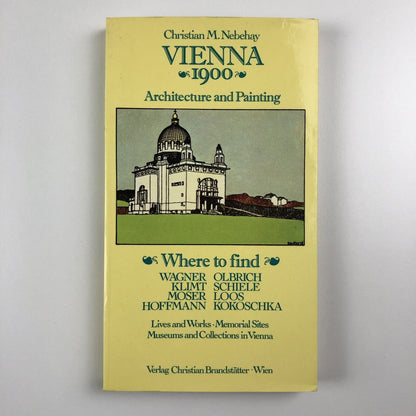 Christian M. Nebehay
VIENNA
1900
Architecture and Painting
Where to find
WAGNER OLBRICH
KLIMT SCHIELE
MOSER LOOS
HOFFMANN KOKOSCHKA
Lives and Works · Memorial Sites
Museums and Collections in Vienna
Verlag Christian Brandstätter · Wien